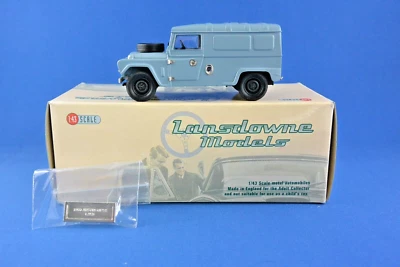 1:43 SCALE
Lansdowne
Models
1:43 Scale metal automobiles
Made in England for the Adult Collector
and not suitable for use as a child's toy